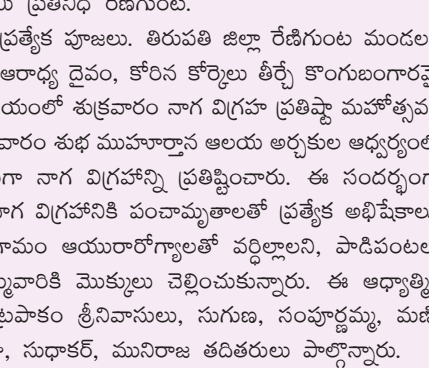 ప్రతినిధి రేణిగుంట.
ప్రత్యేక పూజలు. తిరుపతి జిల్లా రేణిగుంట మండల
ఆరాధ్య దైవం, కోరిన కోర్కెలు తీర్చే కొంగుబంగారమై
యంలో శుక్రవారం నాగ విగ్రహ ప్రతిష్టా మహోత్సవ
వారం శుభ ముహూర్తాన ఆలయ అర్చకుల ఆధ్వర్యంలో
గా నాగ విగ్రహాన్ని ప్రతిష్టించారు. ఈ సందర్భంగ
గ విగ్రహానికి పంచామృతాలతో ప్రత్యేక అభిషేకాలు
ామం ఆయురారోగ్యాలతో వర్ధిల్లాలని, పాడిపంటల
మ్మవారికి మొక్కులు చెల్లించుకున్నారు. ఈ ఆధ్యాత్మి
ట్రపాకం శ్రీనివాసులు, సుగుణ, సంపూర్ణమ్మ, మణి
, సుధాకర్, మునిరాజ తదితరులు పాల్గొన్నారు.